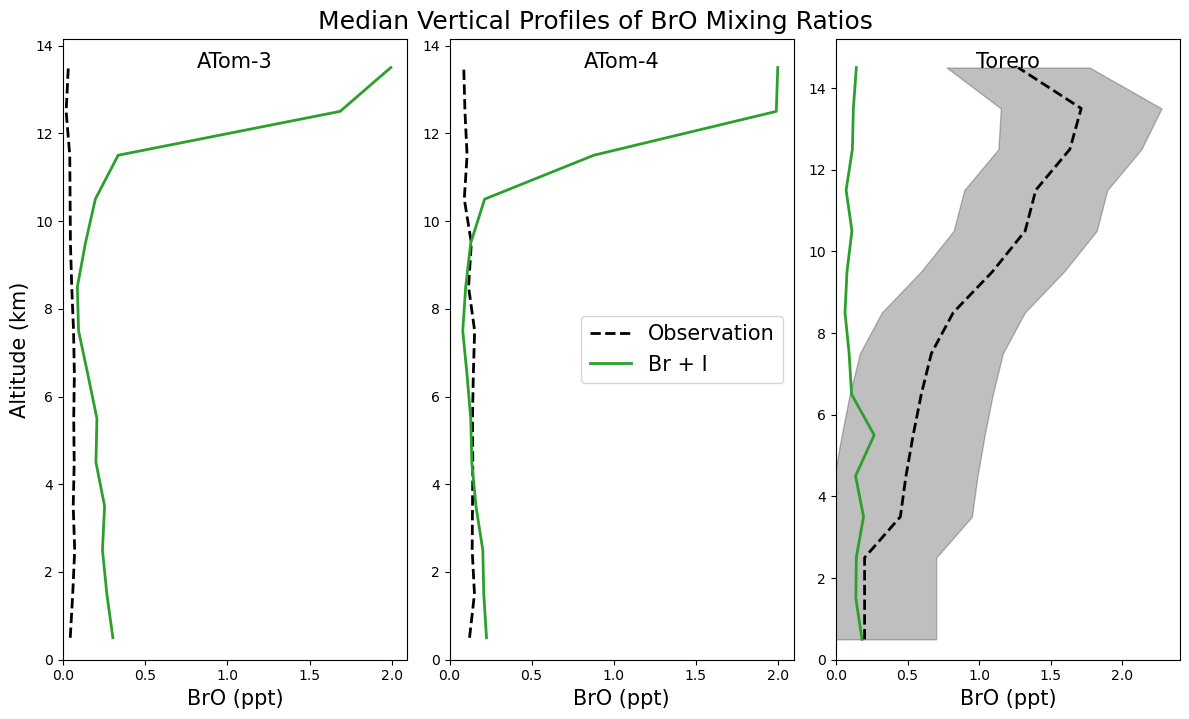 Median Vertical Profiles of BrO Mixing Ratios
ATom-3
ATom-4
Torero
Altitude (km)
14
12
10
8
6
4
2
0
0.0 0.5 1.0 1.5 2.0
BrO (ppt)
14
12
10
8
6
4
2
0
Observation
Br + I
0.0 0.5 1.0 1.5 2.0
BrO (ppt)
14
12
10
8
6
4
2
0
0.0 0.5 1.0 1.5 2.0
BrO (ppt)